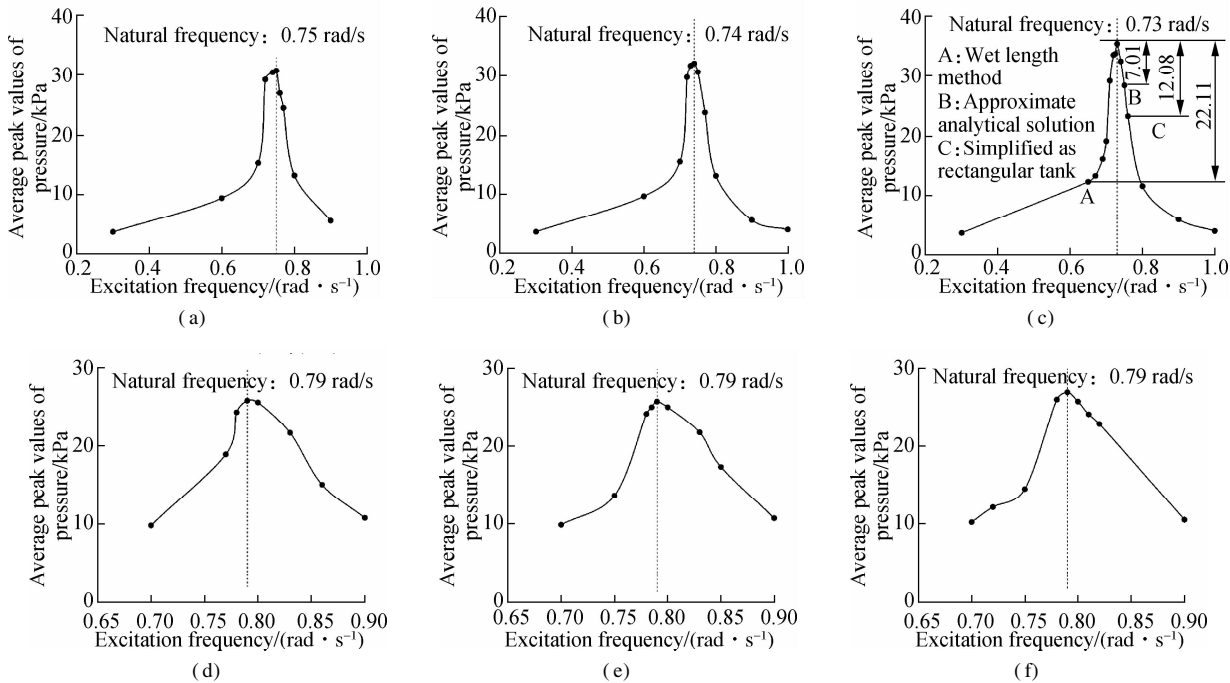 Natural frequency：0.75 rad/s
Average peak values of
pressure/kPa
40
30
20
10
0
0.2 0.4 0.6 0.8 1.0
Excitation frequency/(rad · s⁻¹)
(a)
Natural frequency：0.74 rad/s
Average peak values of
pressure/kPa
40
30
20
10
0
0.2 0.4 0.6 0.8 1.0
Excitation frequency/(rad · s⁻¹)
(b)
Natural frequency：0.73 rad/s
A：Wet length
method
B：Approximate
analytical solution
C：Simplified as
rectangular tank
7.01
12.08
22.11
A
B
C
Average peak values of
pressure/kPa
40
30
20
10
0
0.2 0.4 0.6 0.8 1.0
Excitation frequency/(rad · s⁻¹)
(c)
Natural frequency：0.79 rad/s
Average peak values of
pressure/kPa
30
20
10
0
0.65 0.70 0.75 0.80 0.85 0.90
Excitation frequency/(rad · s⁻¹)
(d)
Natural frequency：0.79 rad/s
Average peak values of
pressure/kPa
30
20
10
0
0.65 0.70 0.75 0.80 0.85 0.90
Excitation frequency/(rad · s⁻¹)
(e)
Natural frequency：0.79 rad/s
Average peak values of
pressure/kPa
30
20
10
0
0.65 0.70 0.75 0.80 0.85 0.90
Excitation frequency/(rad · s⁻¹)
(f)